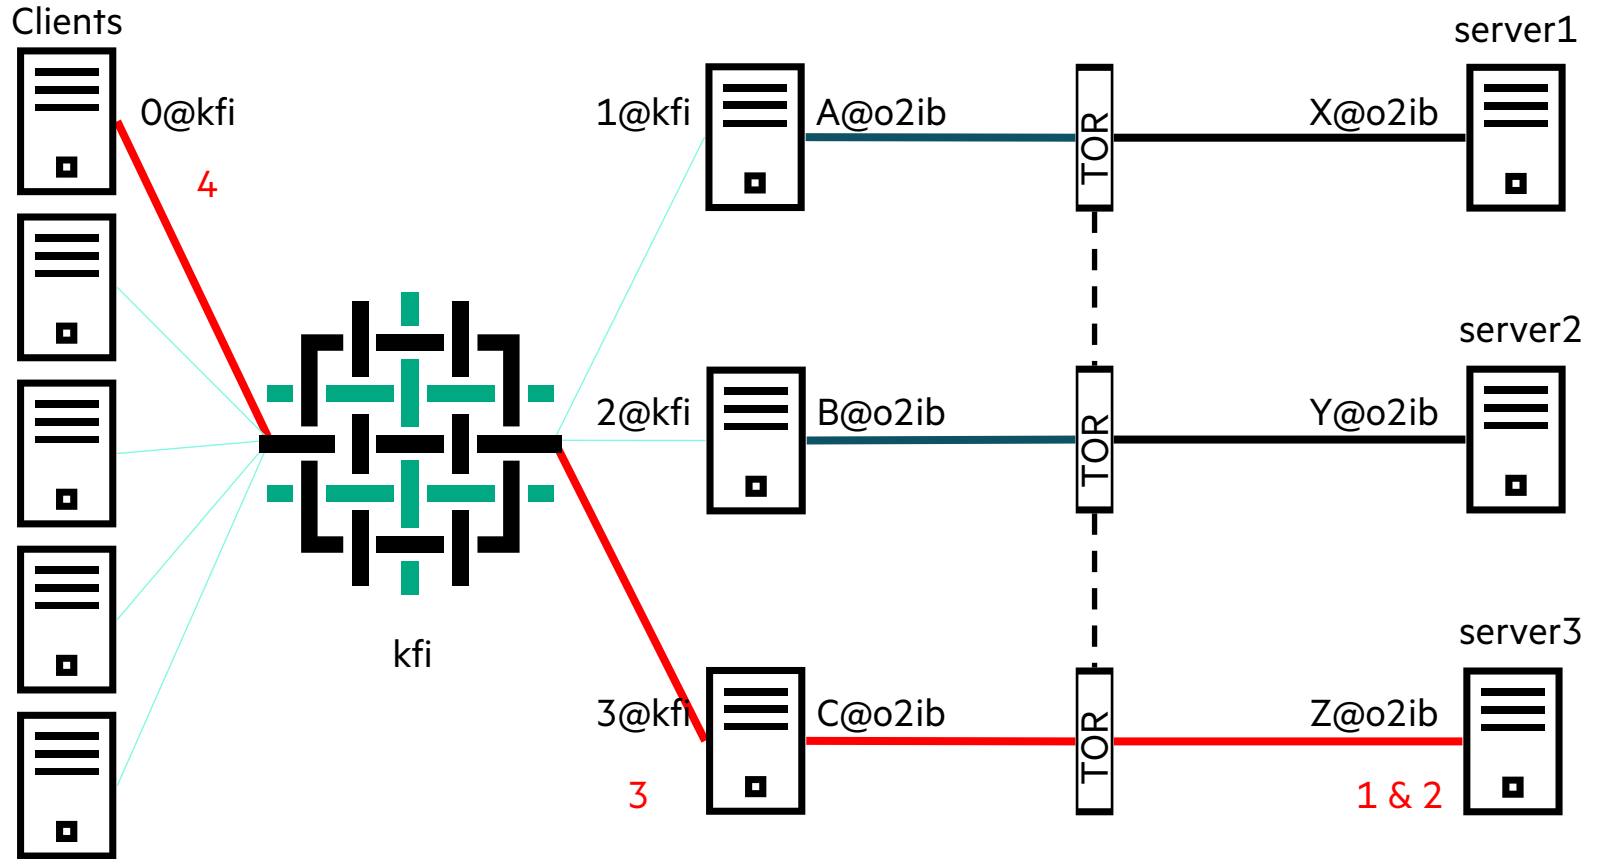 Clients
server1
0@kfi
1@kfi
A@o2ib
TOR
X@o2ib
4
server2
2@kfi
B@o2ib
TOR
Y@o2ib
kfi
server3
3@kfi
C@o2ib
TOR
Z@o2ib
3
1 & 2